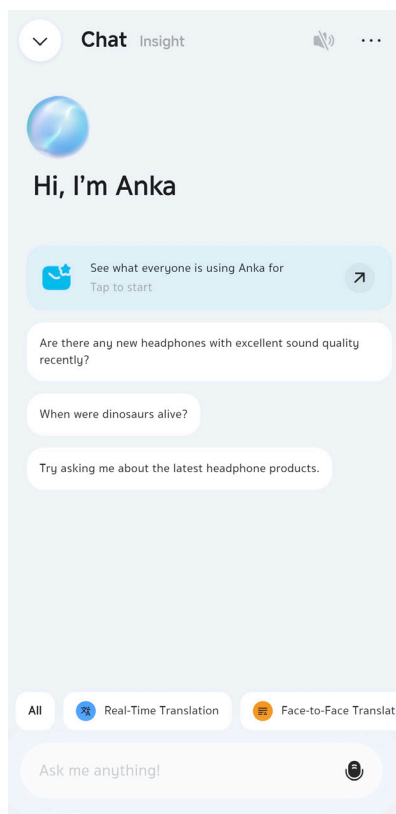 Chat Insight
Hi, I'm Anka
See what everyone is using Anka for
Tap to start
Are there any new headphones with excellent sound quality
recently?
When were dinosaurs alive?
Try asking me about the latest headphone products.
All Real-Time Translation Face-to-Face Translat
Ask me anything!